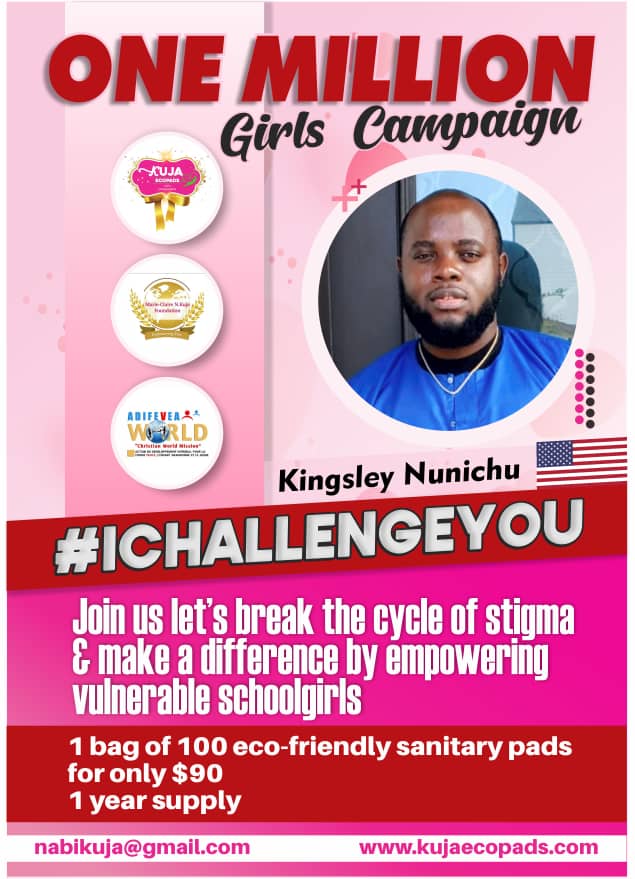 ONE MILLION
Girls Campaign
KUJA
ECOPADS
Marie-Claire N. Kuja
Foundation
ADIFEVEA
WORLD
"Christian World Mission"
Kingsley Nunichu
#ICHALLENGEYOU
Join us let's break the cycle of stigma
& make a difference by empowering
vulnerable schoolgirls
1 bag of 100 eco-friendly sanitary pads
for only $90
1 year supply
nabikuja@gmail.com
www.kujaecopads.com